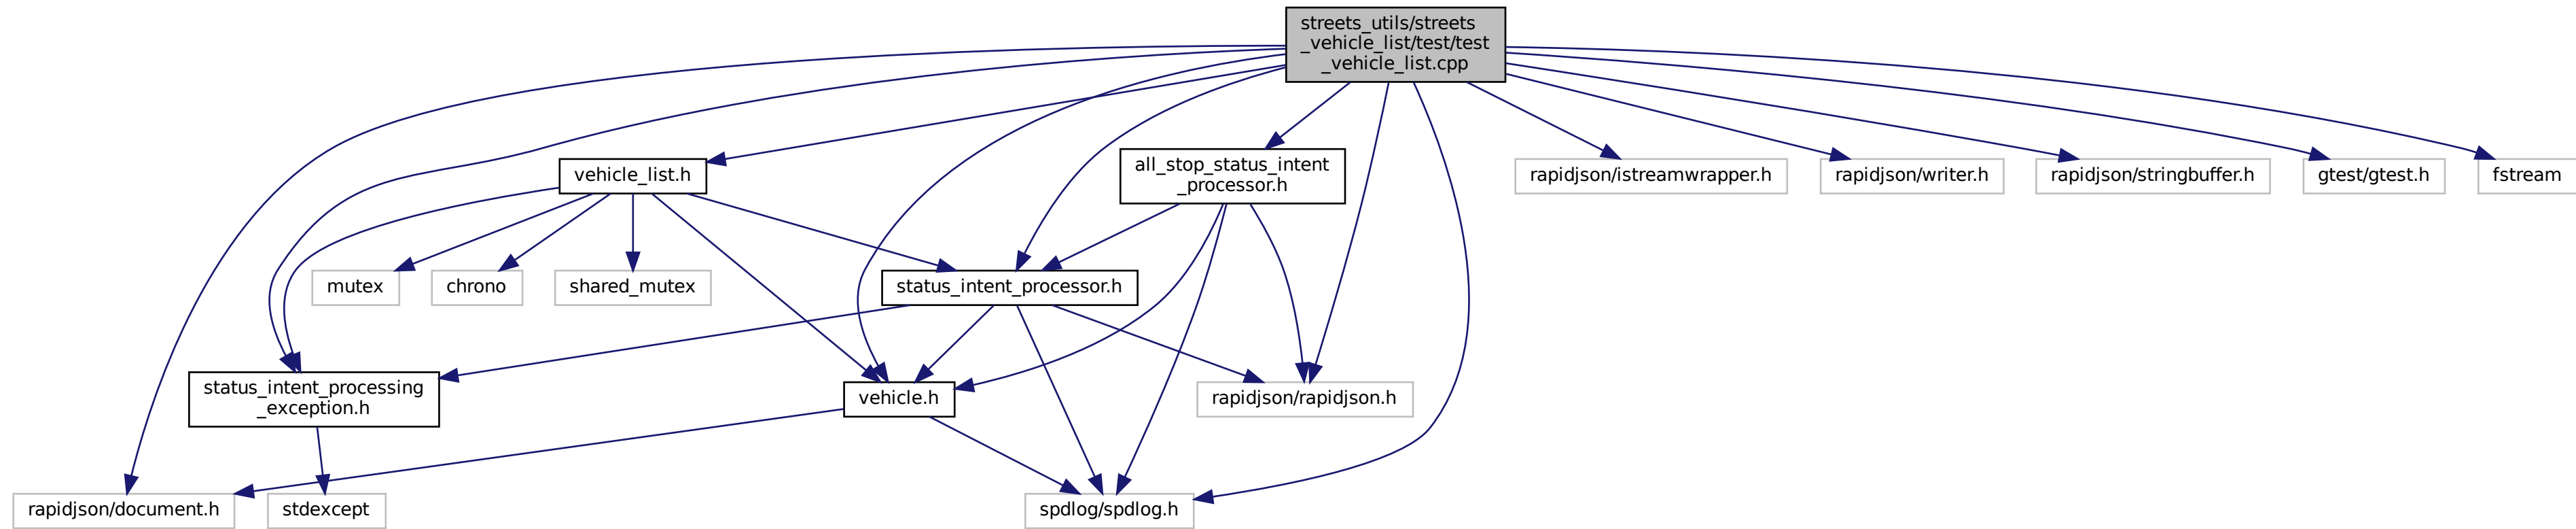 streets_utils/streets
_vehicle_list/test/test
_vehicle_list.cpp
vehicle_list.h
all_stop_status_intent
_processor.h
rapidjson/istreamwrapper.h
rapidjson/writer.h
rapidjson/stringbuffer.h
gtest/gtest.h
fstream
mutex
chrono
shared_mutex
status_intent_processor.h
status_intent_processing
_exception.h
vehicle.h
rapidjson/rapidjson.h
rapidjson/document.h
stdexcept
spdlog/spdlog.h